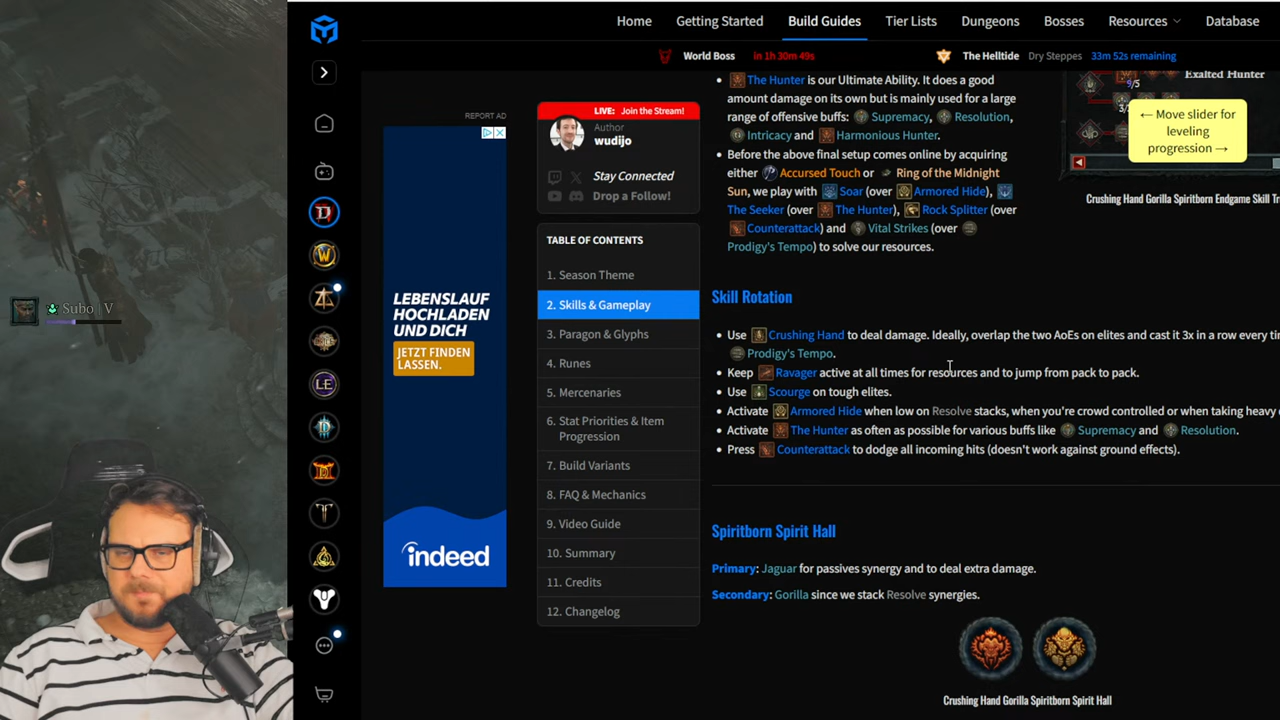 Home Getting Started Build Guides Tier Lists Dungeons Bosses Resources Database
World Boss in 1h 30m 49s The Helltide Dry Steppes 33m 52s remaining
REPORT AD
LEBENSLAUF
HOCHLADEN
UND DICH
JETZT FINDEN
LASSEN.
indeed
Subo | V
LIVE: Join the Stream!
Author
wudijo
Stay Connected
Drop a Follow!
TABLE OF CONTENTS
1. Season Theme
2. Skills & Gameplay
3. Paragon & Glyphs
4. Runes
5. Mercenaries
6. Stat Priorities & Item
Progression
7. Build Variants
8. FAQ & Mechanics
9. Video Guide
10. Summary
11. Credits
12. Changelog
The Hunter is our Ultimate Ability. It does a good
amount damage on its own but is mainly used for a large
range of offensive buffs: Supremacy, Resolution,
Intricacy and Harmonious Hunter.
Before the above final setup comes online by acquiring
either Accursed Touch or Ring of the Midnight
Sun, we play with Soar (over Armored Hide),
The Seeker (over The Hunter), Rock Splitter (over
Counterattack) and Vital Strikes (over
Prodigy's Tempo) to solve our resources.
Exalted Hunter
9/5
← Move slider for
leveling
progression →
Crushing Hand Gorilla Spiritborn Endgame Skill Tr
Skill Rotation
Use Crushing Hand to deal damage. Ideally, overlap the two AoEs on elites and cast it 3x in a row every tim
Prodigy's Tempo.
Keep Ravager active at all times for resources and to jump from pack to pack.
Use Scourge on tough elites.
Activate Armored Hide when low on Resolve stacks, when you're crowd controlled or when taking heavy
Activate The Hunter as often as possible for various buffs like Supremacy and Resolution.
Press Counterattack to dodge all incoming hits (doesn't work against ground effects).
Spiritborn Spirit Hall
Primary: Jaguar for passives synergy and to deal extra damage.
Secondary: Gorilla since we stack Resolve synergies.
Crushing Hand Gorilla Spiritborn Spirit Hall